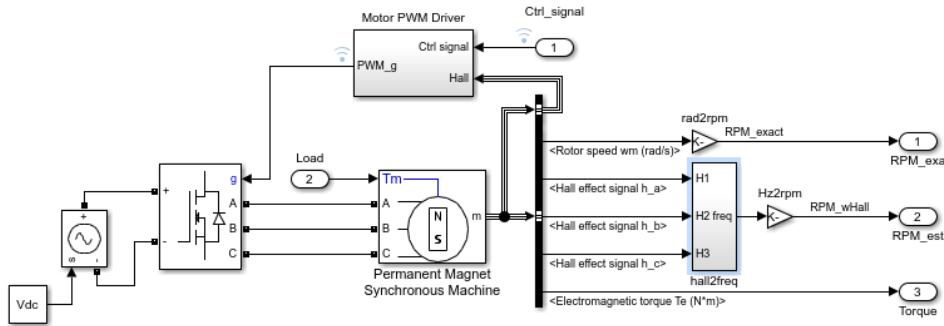 Motor PWM Driver
Ctrl_signal
Ctrl signal
1
PWM_g
Hall
rad2rpm
RPM_exact
K-
1
<Rotor speed wm (rad/s)>
RPM_exa
Load
2
g
Tm
+
A
A
N
S
m
<Hall effect signal h_a>
H1
Hz2rpm
+
B
B
<Hall effect signal h_b>
H2 freq
K-
RPM_wHall
2
RPM_est
s
-
-
C
C
<Hall effect signal h_c>
H3
hall2freq
Permanent Magnet
Synchronous Machine
Vdc
<Electromagnetic torque Te (N*m)>
3
Torque